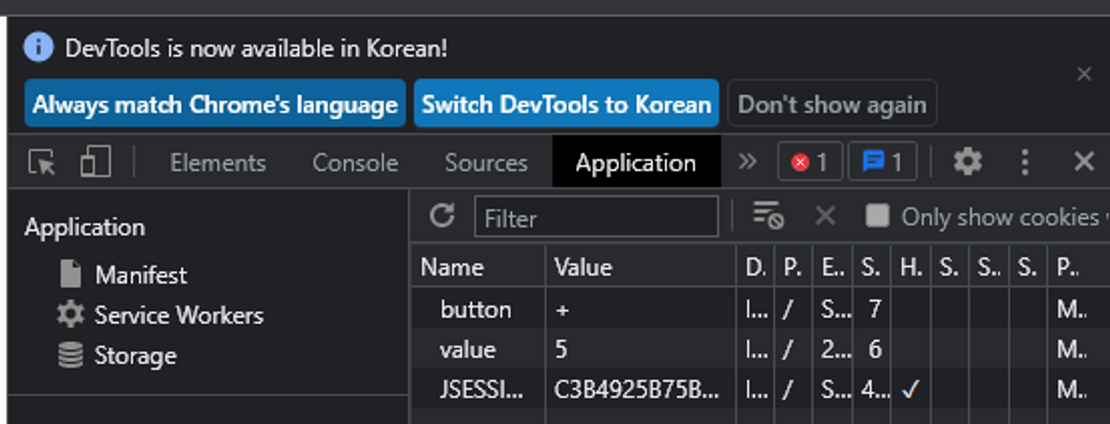 DevTools is now available in Korean!
Always match Chrome's language Switch DevTools to Korean Don't show again
Elements Console Sources Application » 1 1
Application
Manifest
Service Workers
Storage
Filter Only show cookies
Name Value D. P. E.. S. H. S. S.. S. P..
button + l... / S... 7 M..
value 5 l... / 2... 6 M..
JSESSI... C3B4925B75B... l... / S... 4... ✓ M..